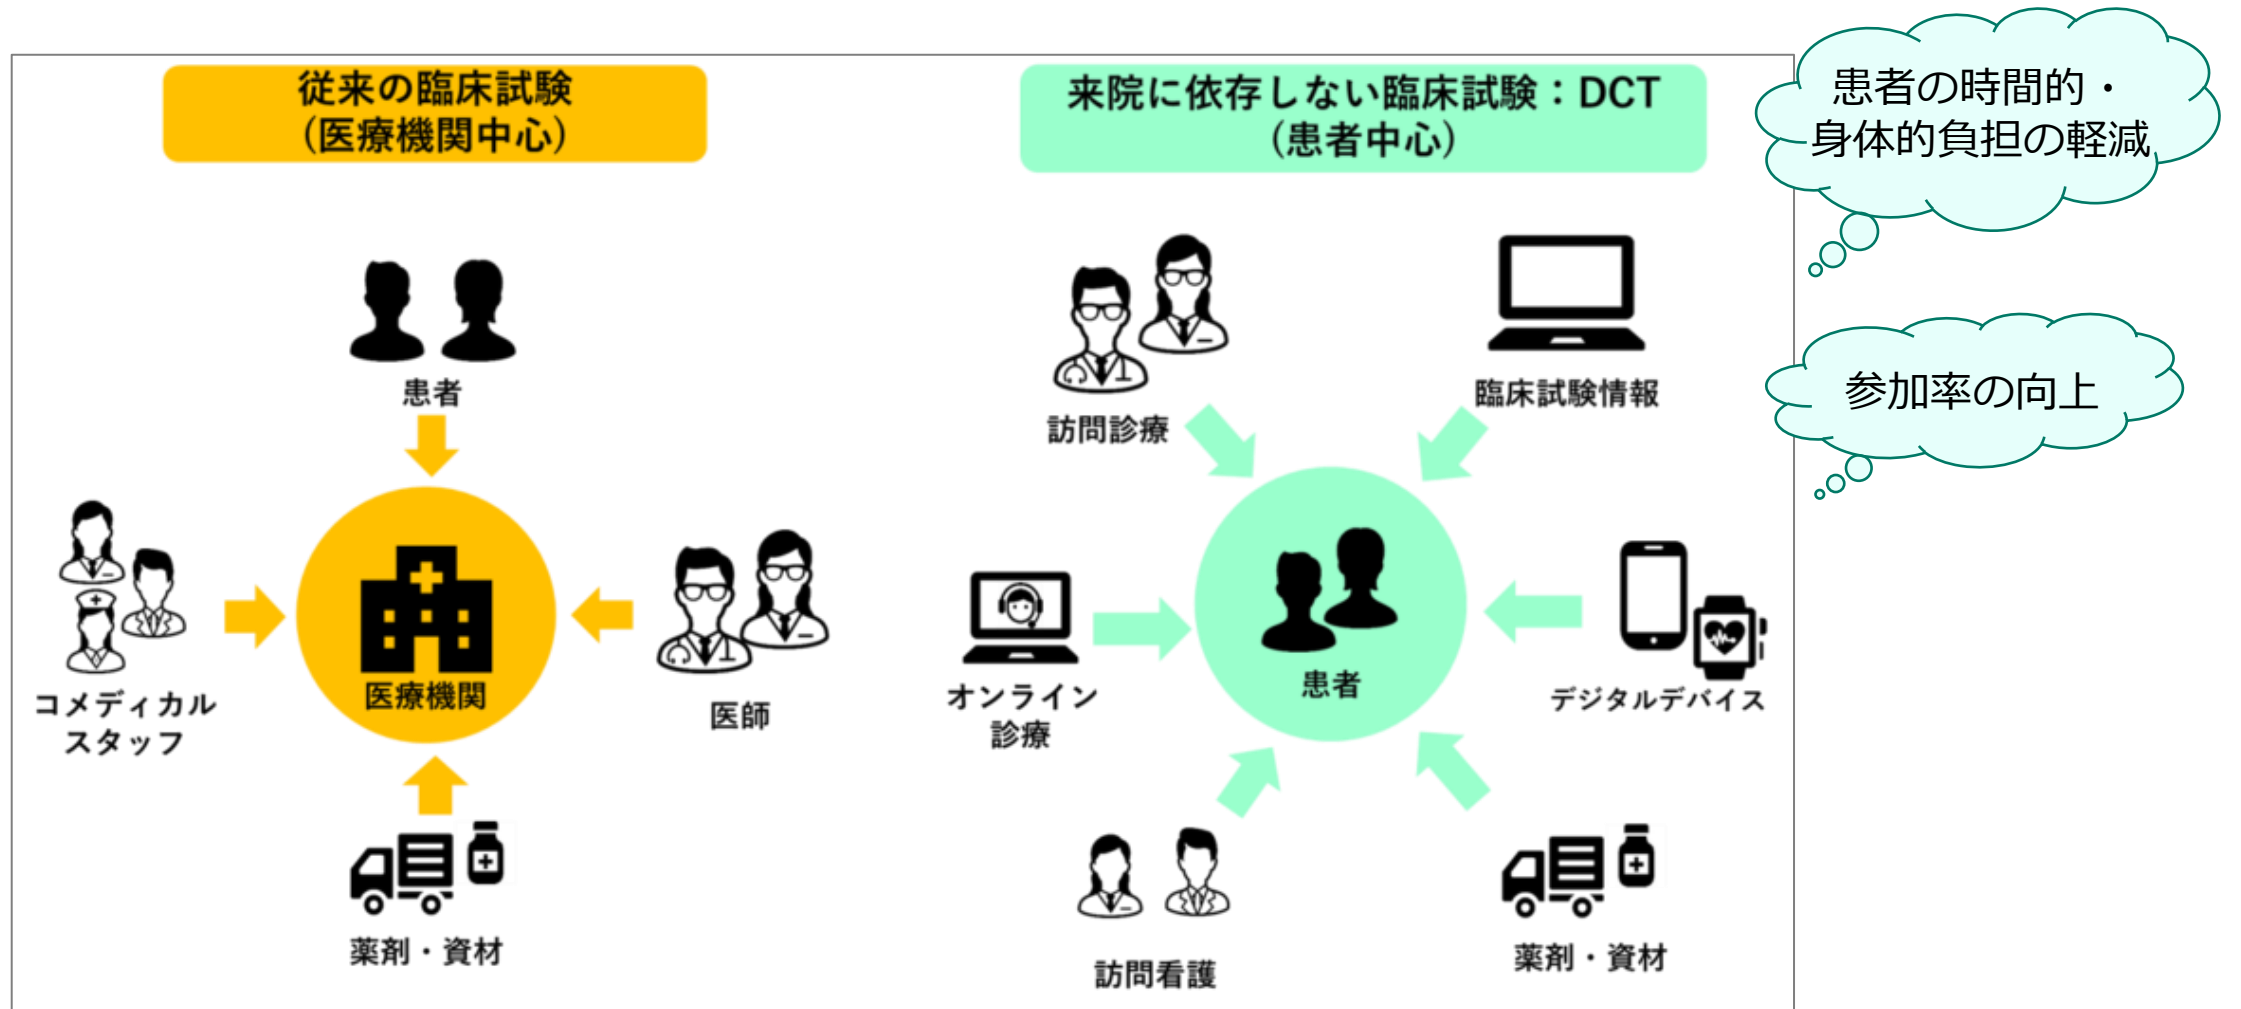 従来の臨床試験
(医療機関中心)
患者
コメディカル
スタッフ
医療機関
医師
薬剤・資材
来院に依存しない臨床試験：DCT
(患者中心)
訪問診療
臨床試験情報
オンライン
診療
患者
デジタルデバイス
訪問看護
薬剤・資材
患者の時間的・
身体的負担の軽減
参加率の向上